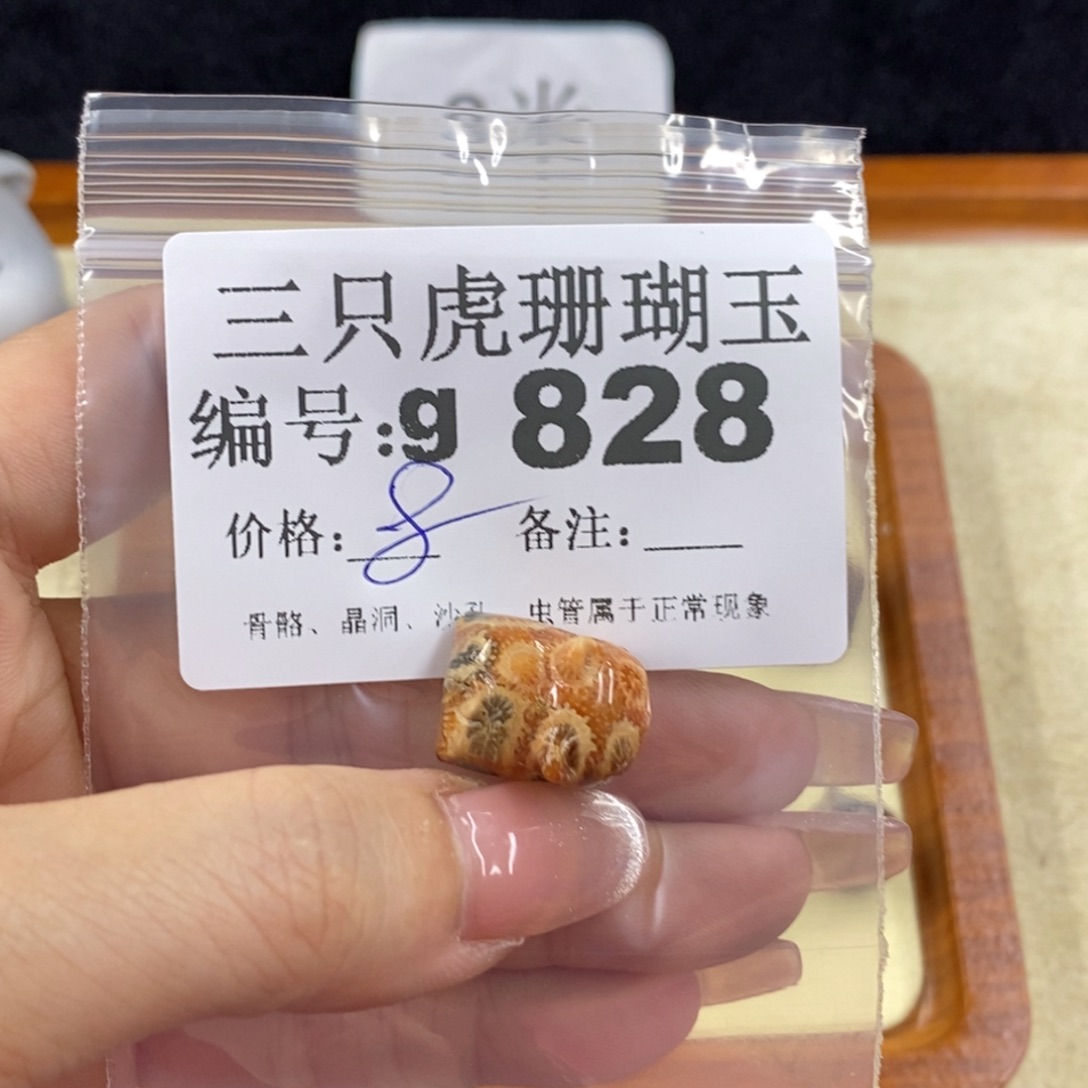 三只虎珊瑚玉
编号:g 828
价格:8 备注:
骨骼、晶洞、沙孔、虫管属于正常现象